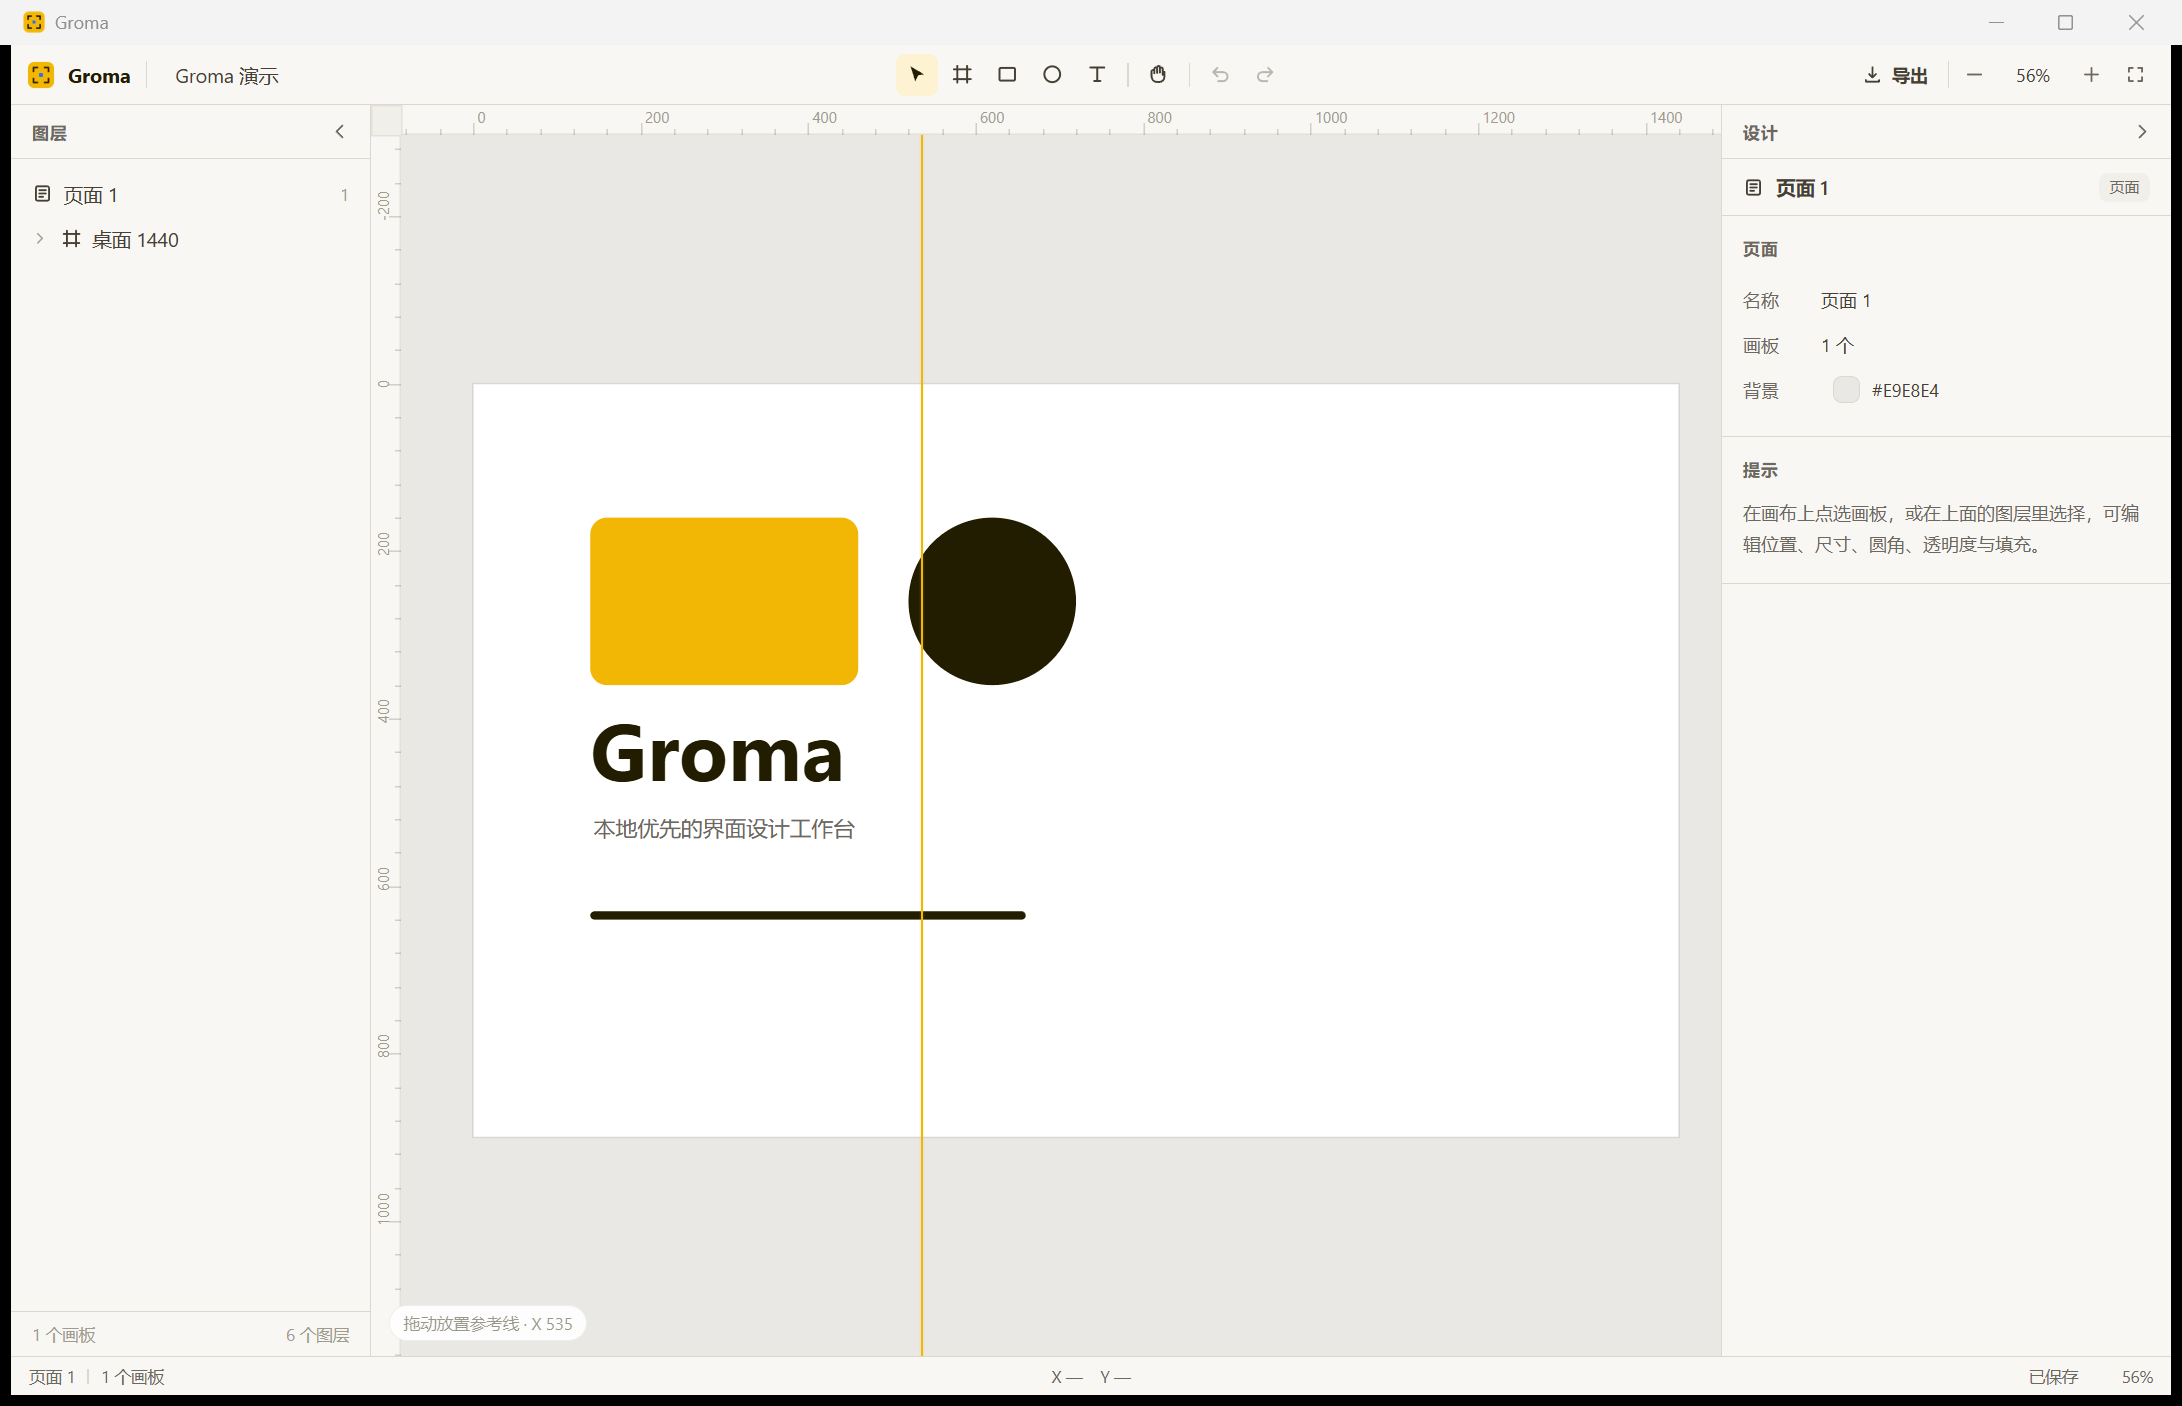 Groma
Groma
Groma 演示
导出
56%
图层
0 200 400 600 800 1000 1200 1400
设计
页面 1 1
桌面 1440
-200
0
200
400
600
800
1000
页面 1
页面
页面
名称 页面 1
画板 1 个
背景 #E9E8E4
提示
在画布上点选画板，或在上面的图层里选择，可编
辑位置、尺寸、圆角、透明度与填充。
Groma
本地优先的界面设计工作台
拖动放置参考线 · X 535
1 个画板 6 个图层
页面 1 1 个画板
X — Y —
已保存 56%